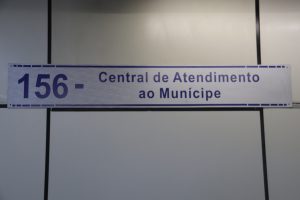 156- Central de Atendimento
ao Munícipe